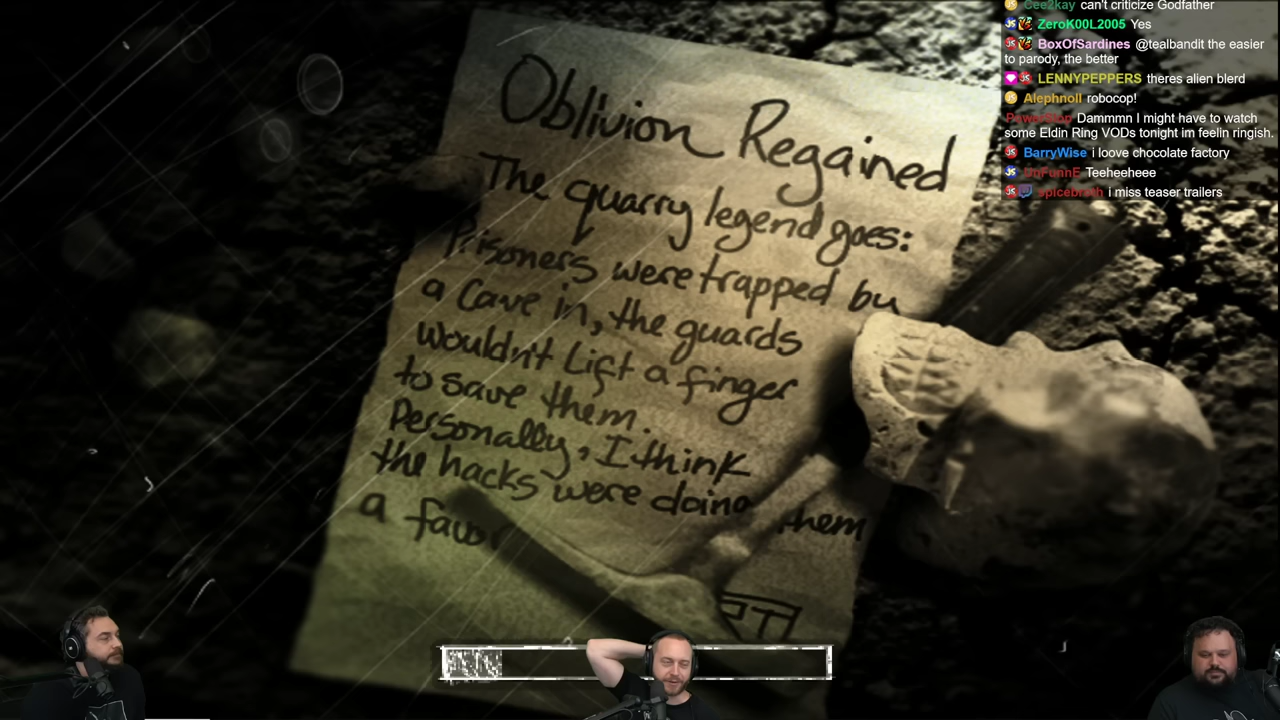 Oblivion Regained
The quarry legend goes:
Prisoners were trapped by
a Cave in, the guards
wouldn't Lift a finger
to save them.
Personally, I think
the hacks were doing them
a favor
Cee2kay can't criticize Godfather
ZeroK00L2005 Yes
BoxOfSardines @tealbandit the easier
to parody, the better
LENNYPEPPERS theres alien blerd
Alephnoll robocop!
PowerStop Dammmn I might have to watch
some Eldin Ring VODs tonight im feelin ringish.
BarryWise i loove chocolate factory
Teeheheee
i miss teaser trailers